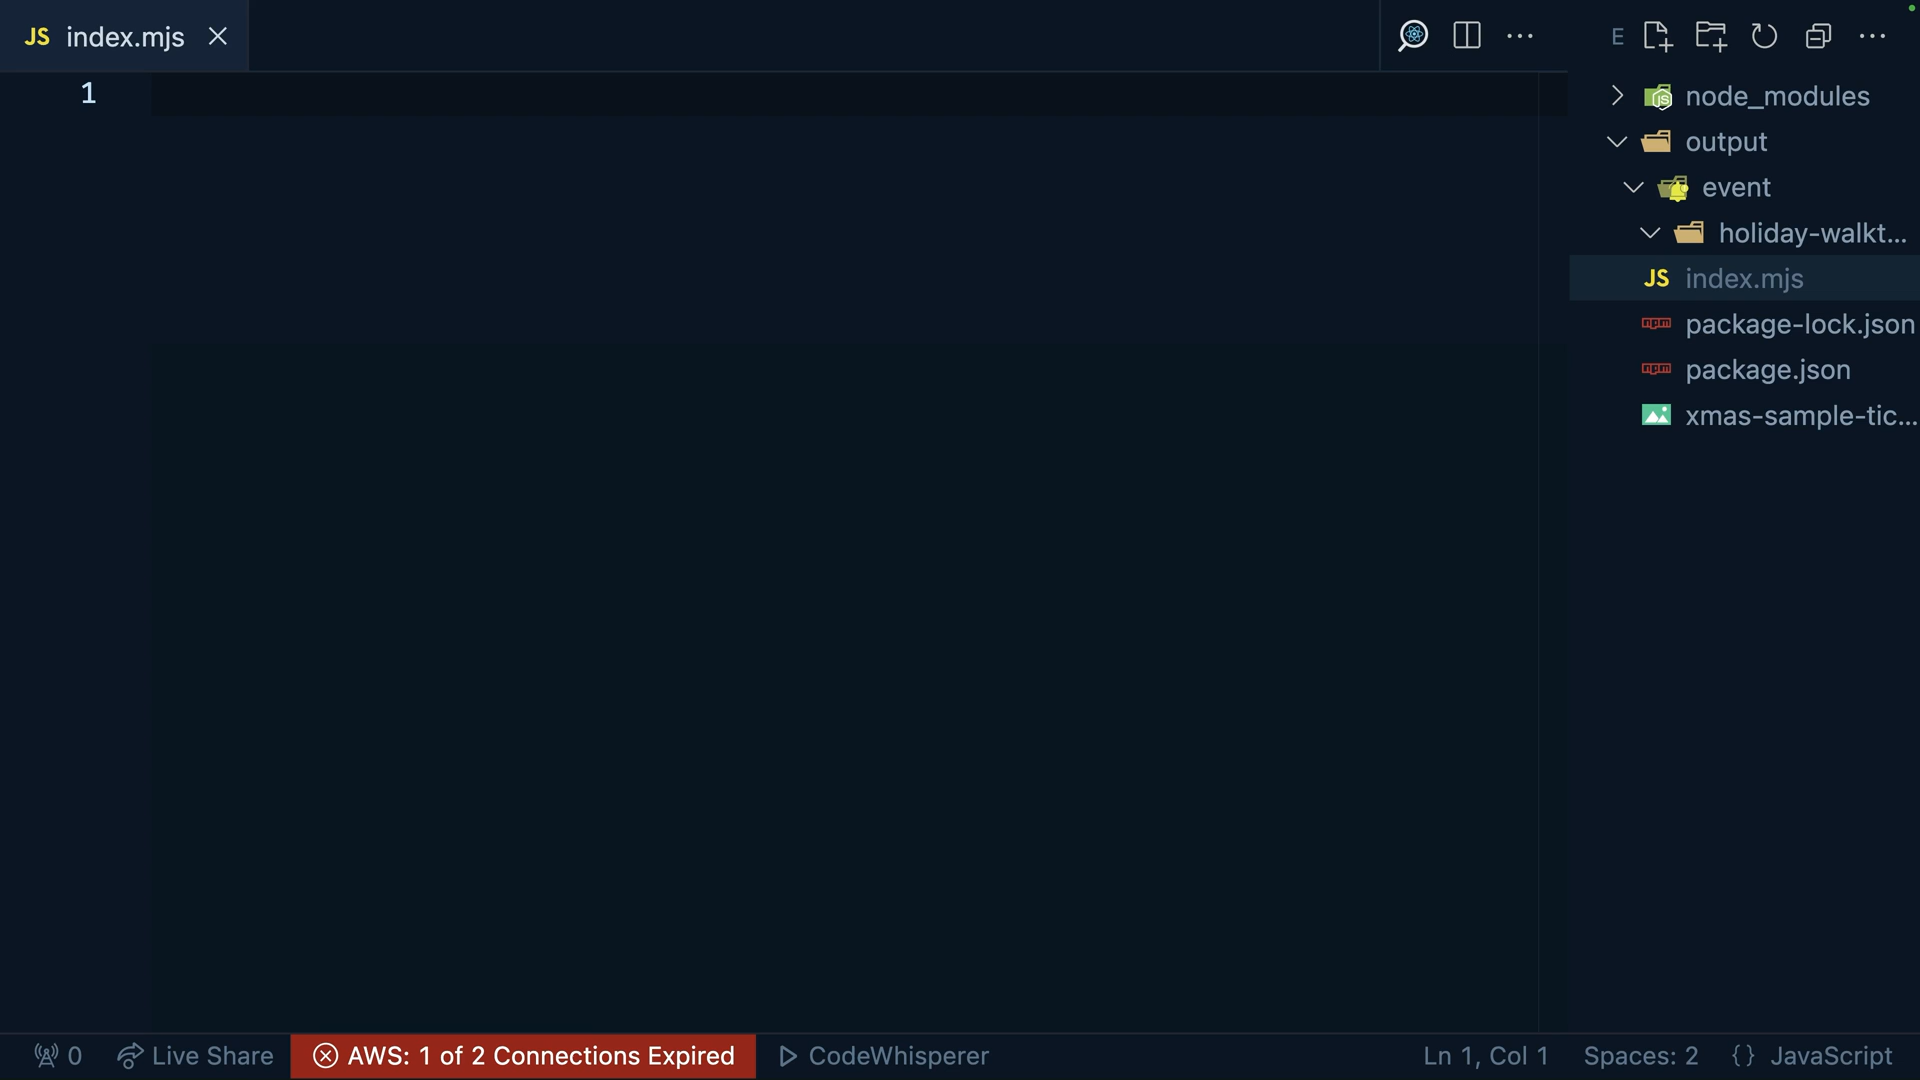 JS index.mjs
E
1
node_modules
output
event
holiday-walkt...
JS index.mjs
package-lock.json
package.json
xmas-sample-tic...
0 Live Share AWS: 1 of 2 Connections Expired CodeWhisperer Ln 1, Col 1 Spaces: 2 {} JavaScript